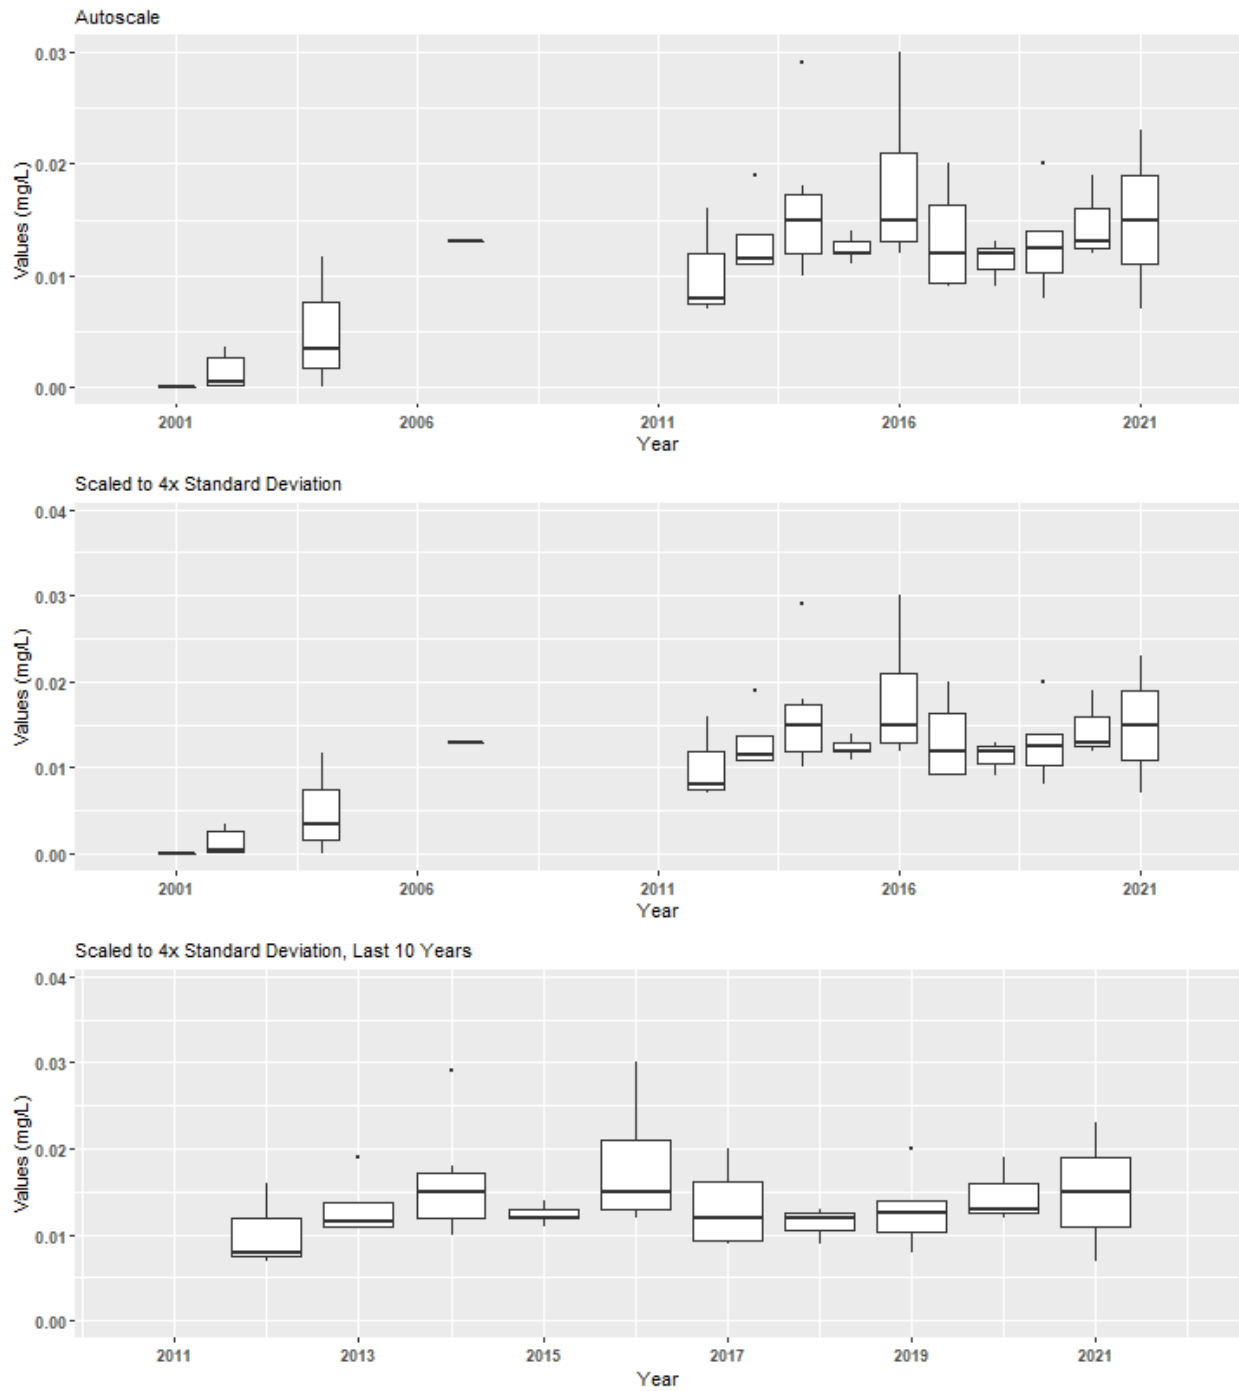 Autoscale
0.03
0.02
0.01
0.00
Values (mg/L)
2001 2006 2011 2016 2021
Year
Scaled to 4x Standard Deviation
0.04
0.03
0.02
0.01
0.00
Values (mg/L)
2001 2006 2011 2016 2021
Year
Scaled to 4x Standard Deviation, Last 10 Years
0.04
0.03
0.02
0.01
0.00
Values (mg/L)
2011 2013 2015 2017 2019 2021
Year